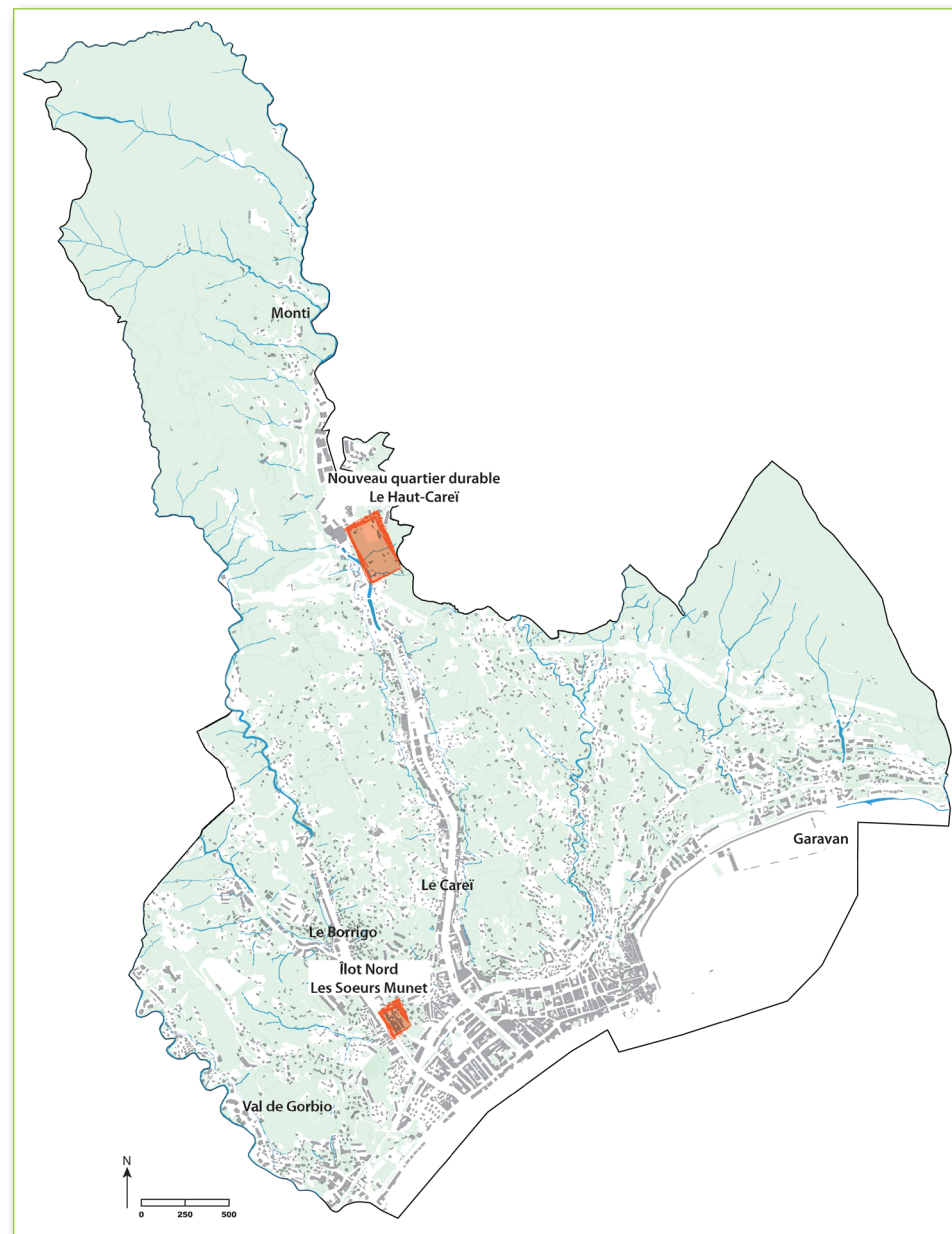 Monti
Nouveau quartier durable
Le Haut-Careï
Garavan
Le Careï
Le Borrigo
Îlot Nord
Les Soeurs Munet
Val de Gorbio
N
0 250 500